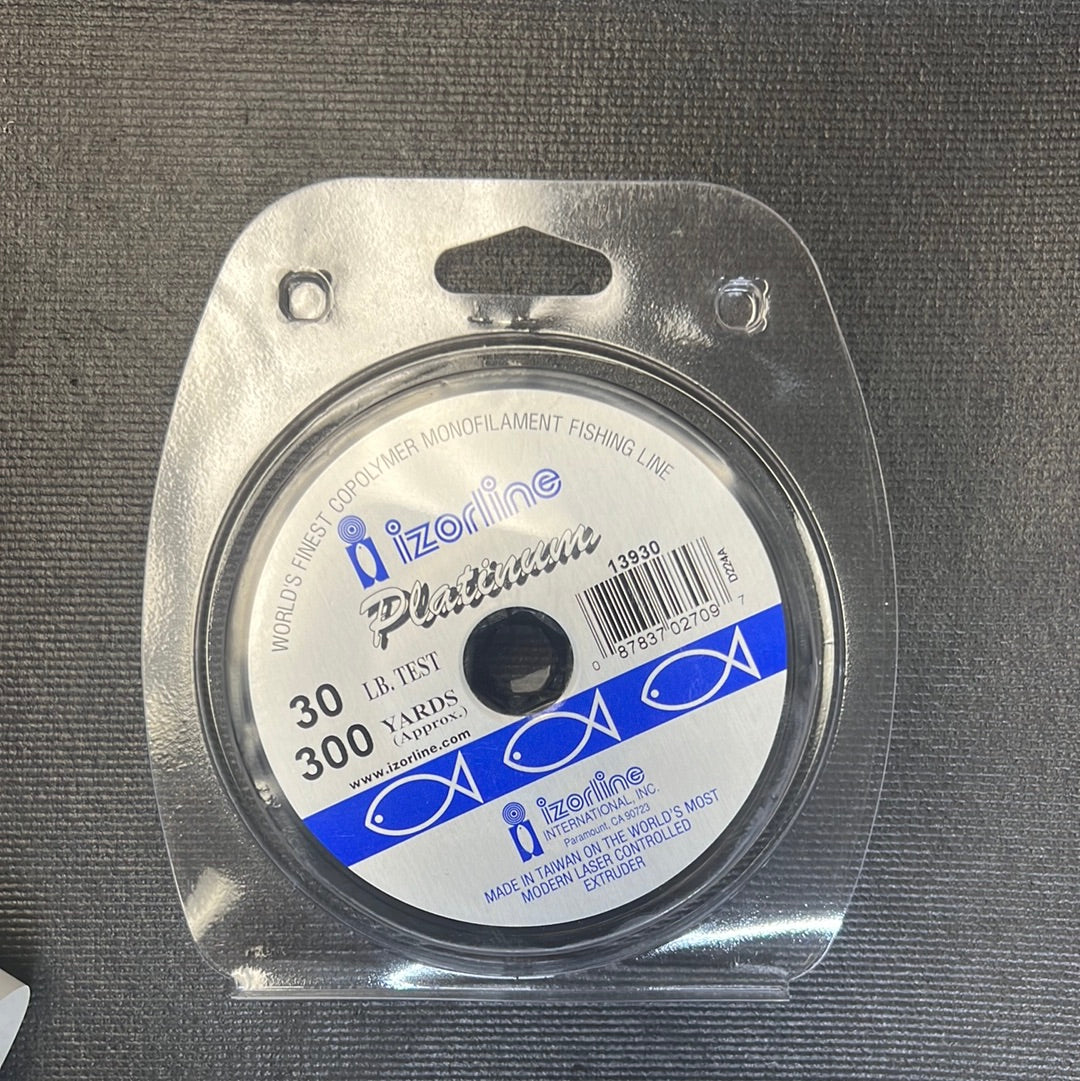 WORLD'S FINEST COPOLYMER MONOFILAMENT FISHING LINE
izorline
Platinum
13930
D224A
0 87837 02709 7
30 LB. TEST
300 YARDS
(Approx.)
www.izorline.com
izorline
INTERNATIONAL, INC.
Paramount, CA 90723
MADE IN TAIWAN ON THE WORLD'S MOST
MODERN LASER CONTROLLED
EXTRUDER